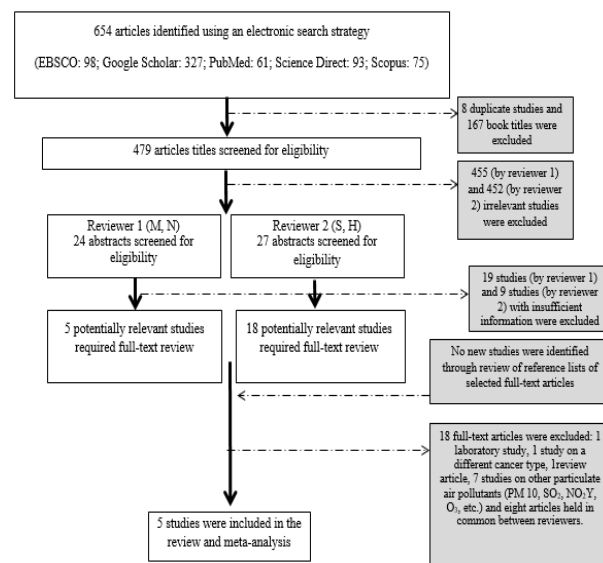 654 articles identified using an electronic search strategy
(EBSCO: 98; Google Scholar: 327; PubMed: 61; Science Direct: 93; Scopus: 75)
8 duplicate studies and
167 book titles were
excluded
479 articles titles screened for eligibility
455 (by reviewer 1)
and 452 (by reviewer
2) irrelevant studies
were excluded
Reviewer 1 (M, N)
24 abstracts screened for
eligibility
Reviewer 2 (S, H)
27 abstracts screened for
eligibility
19 studies (by reviewer 1)
and 9 studies (by reviewer
2) with insufficient
information were excluded
5 potentially relevant studies
required full-text review
18 potentially relevant studies
required full-text review
No new studies were identified
through review of reference lists of
selected full-text articles
18 full-text articles were excluded: 1
laboratory study, 1 study on a
different cancer type, 1review
article, 7 studies on other particulate
air pollutants (PM 10, SO₂, NO₂Y,
O₃, etc.) and eight articles held in
common between reviewers.
5 studies were included in the
review and meta-analysis